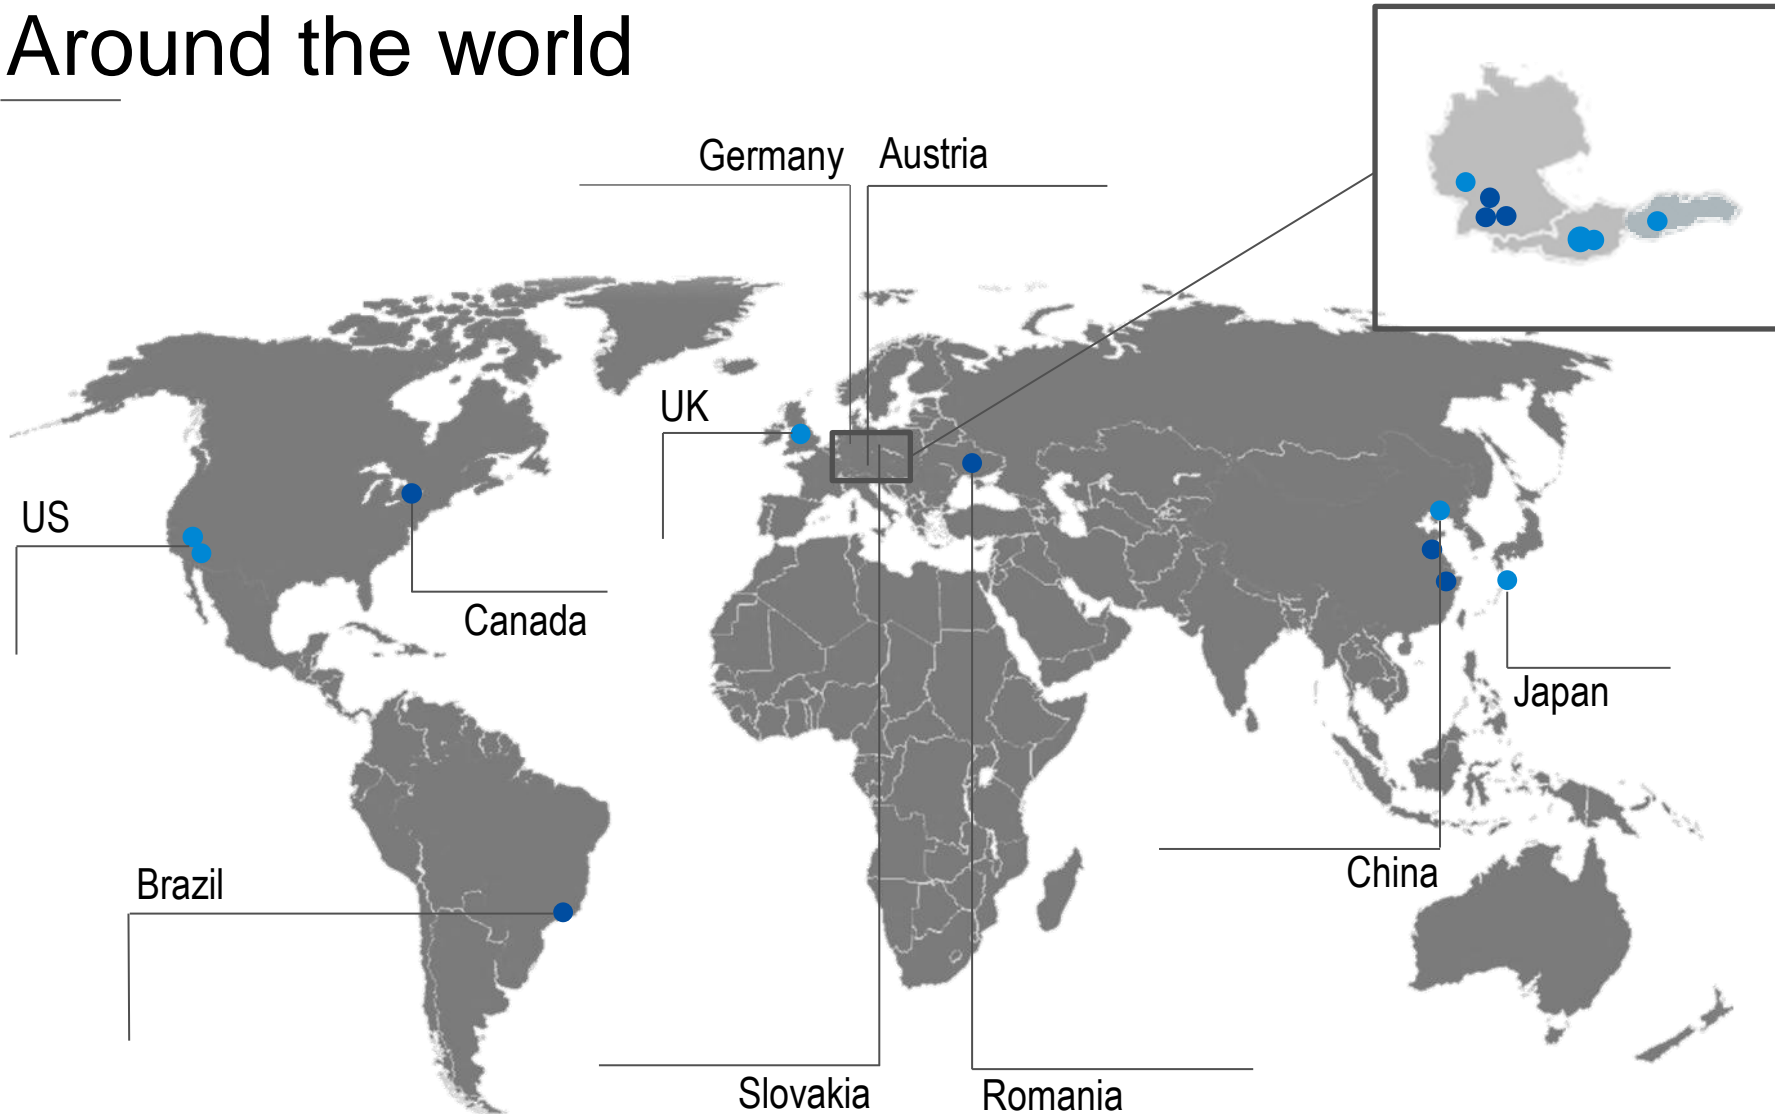 Around the world
Germany
Austria
UK
US
Canada
Japan
China
Brazil
Slovakia
Romania